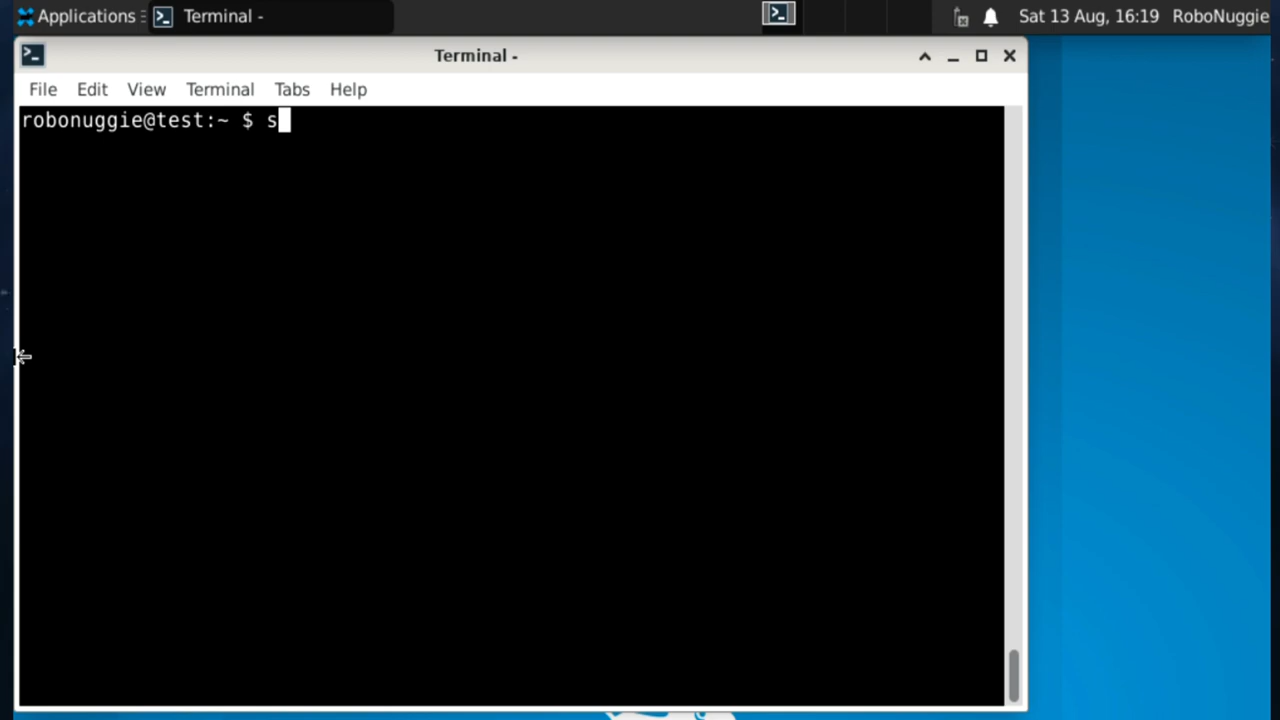 Applications
Terminal -
Sat 13 Aug, 16:19
RoboNuggie
Terminal -
File Edit View Terminal Tabs Help
robonuggie@test:~ $ s